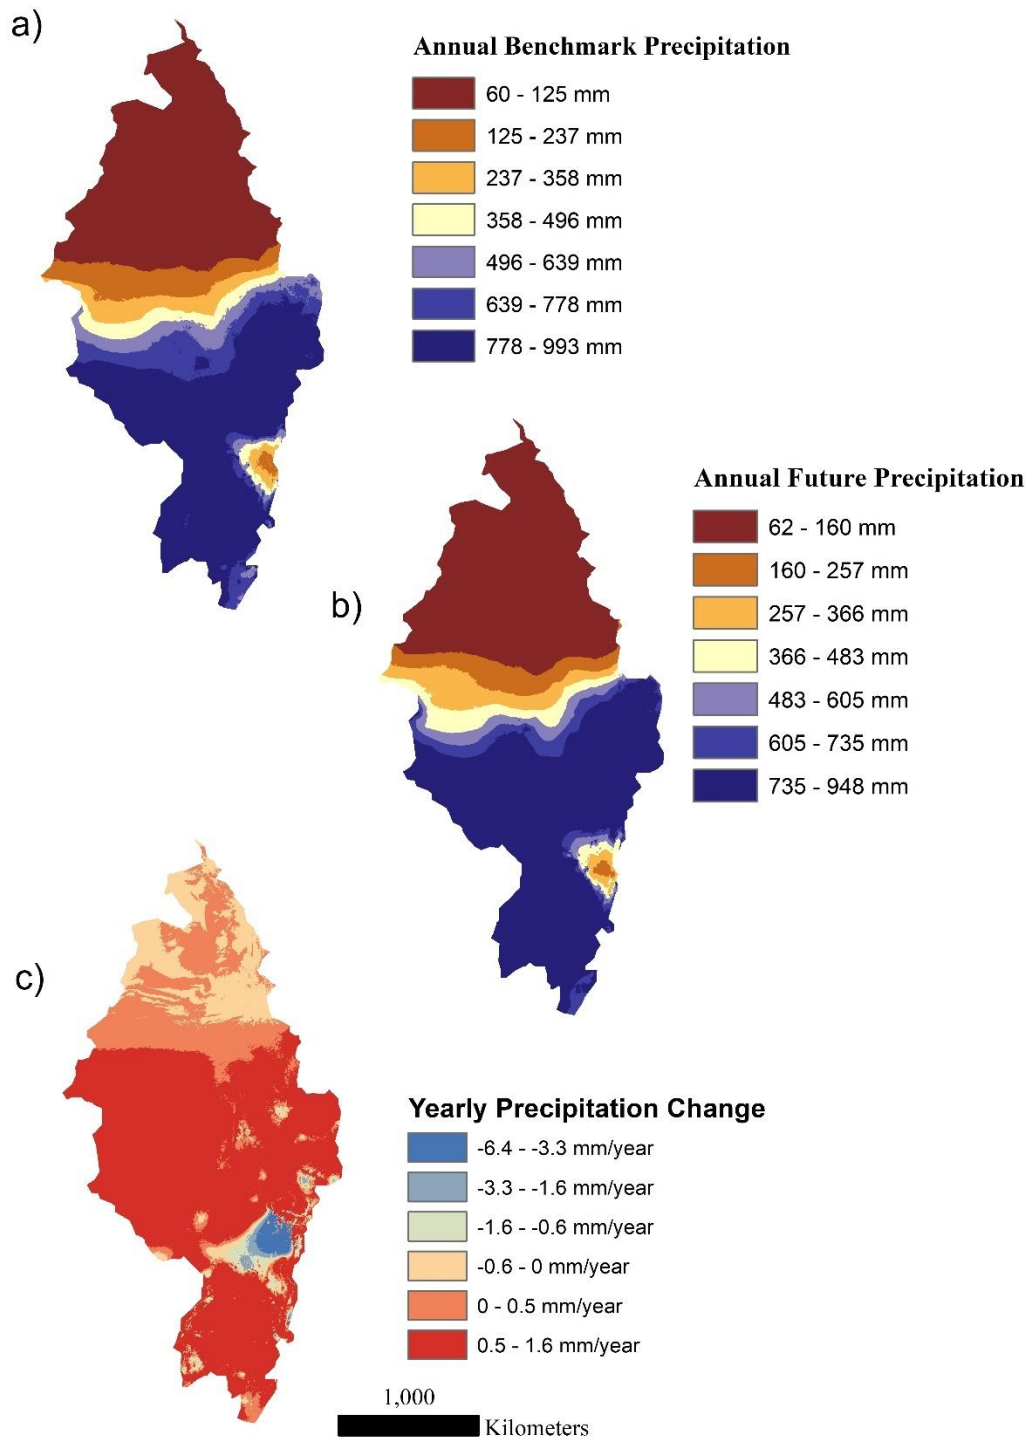 a)
Annual Benchmark Precipitation
60 - 125 mm
125 - 237 mm
237 - 358 mm
358 - 496 mm
496 - 639 mm
639 - 778 mm
778 - 993 mm
b)
Annual Future Precipitation
62 - 160 mm
160 - 257 mm
257 - 366 mm
366 - 483 mm
483 - 605 mm
605 - 735 mm
735 - 948 mm
c)
Yearly Precipitation Change
-6.4 - -3.3 mm/year
-3.3 - -1.6 mm/year
-1.6 - -0.6 mm/year
-0.6 - 0 mm/year
0 - 0.5 mm/year
0.5 - 1.6 mm/year
1,000
Kilometers